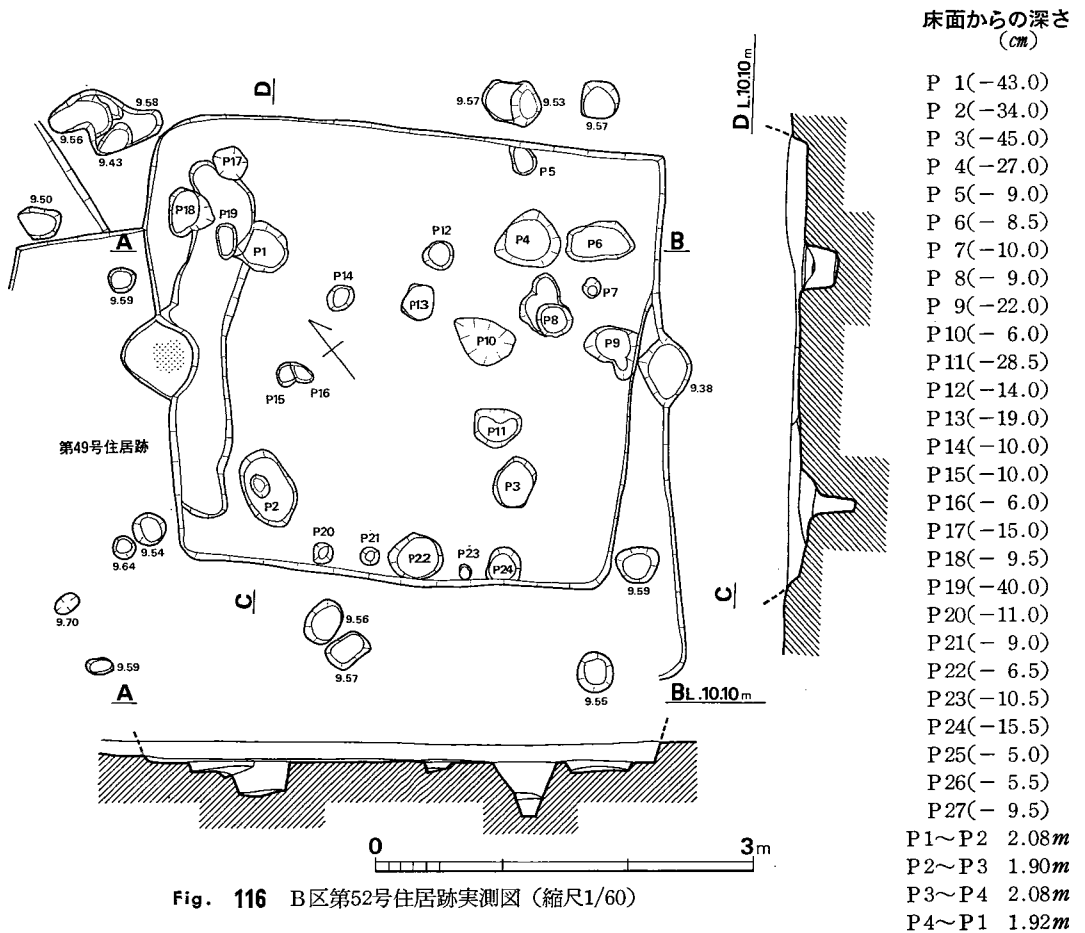 D
D L.10.10m
9.58
9.56
9.43
9.57
9.53
9.57
9.50
P17
P5
P18
P19
P1
P12
P4
P6
A
B
9.59
P14
P13
P7
P8
P10
P9
P15
P16
9.38
第49号住居跡
P11
P2
P3
9.54
9.64
P20
P21
P22
P23
P24
9.59
9.70
C
C
9.56
9.57
9.59
9.55
A
B L.10.10m
0
3m
Fig. 116 B区第52号住居跡実測図（縮尺1/60）
床面からの深さ
(cm)
P 1(-43.0)
P 2(-34.0)
P 3(-45.0)
P 4(-27.0)
P 5(- 9.0)
P 6(- 8.5)
P 7(-10.0)
P 8(- 9.0)
P 9(-22.0)
P10(- 6.0)
P11(-28.5)
P12(-14.0)
P13(-19.0)
P14(-10.0)
P15(-10.0)
P16(- 6.0)
P17(-15.0)
P18(- 9.5)
P19(-40.0)
P20(-11.0)
P21(- 9.0)
P22(- 6.5)
P23(-10.5)
P24(-15.5)
P25(- 5.0)
P26(- 5.5)
P27(- 9.5)
P1～P2 2.08m
P2～P3 1.90m
P3～P4 2.08m
P4～P1 1.92m